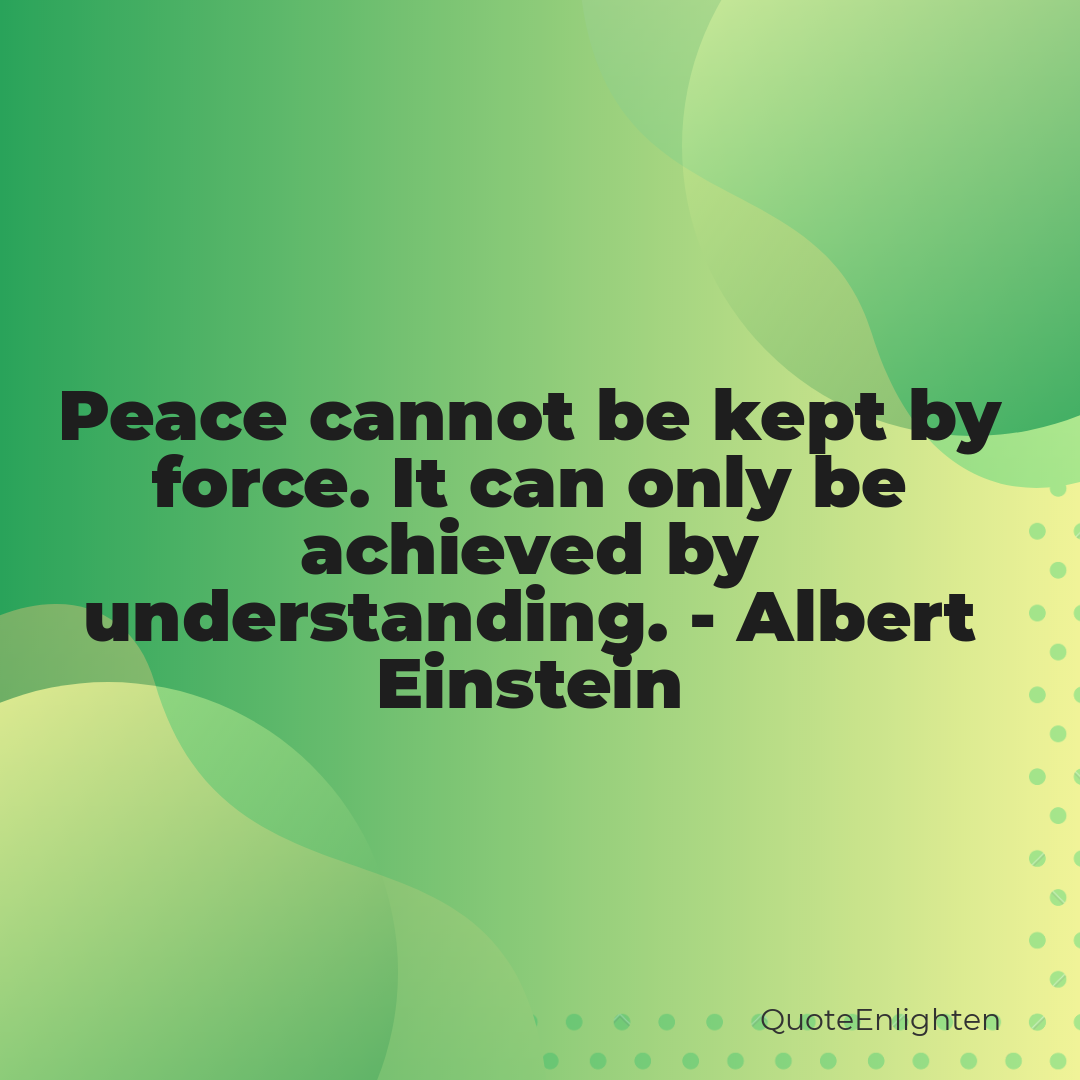 Peace cannot be kept by
force. It can only be
achieved by
understanding. - Albert
Einstein
QuoteEnlighten